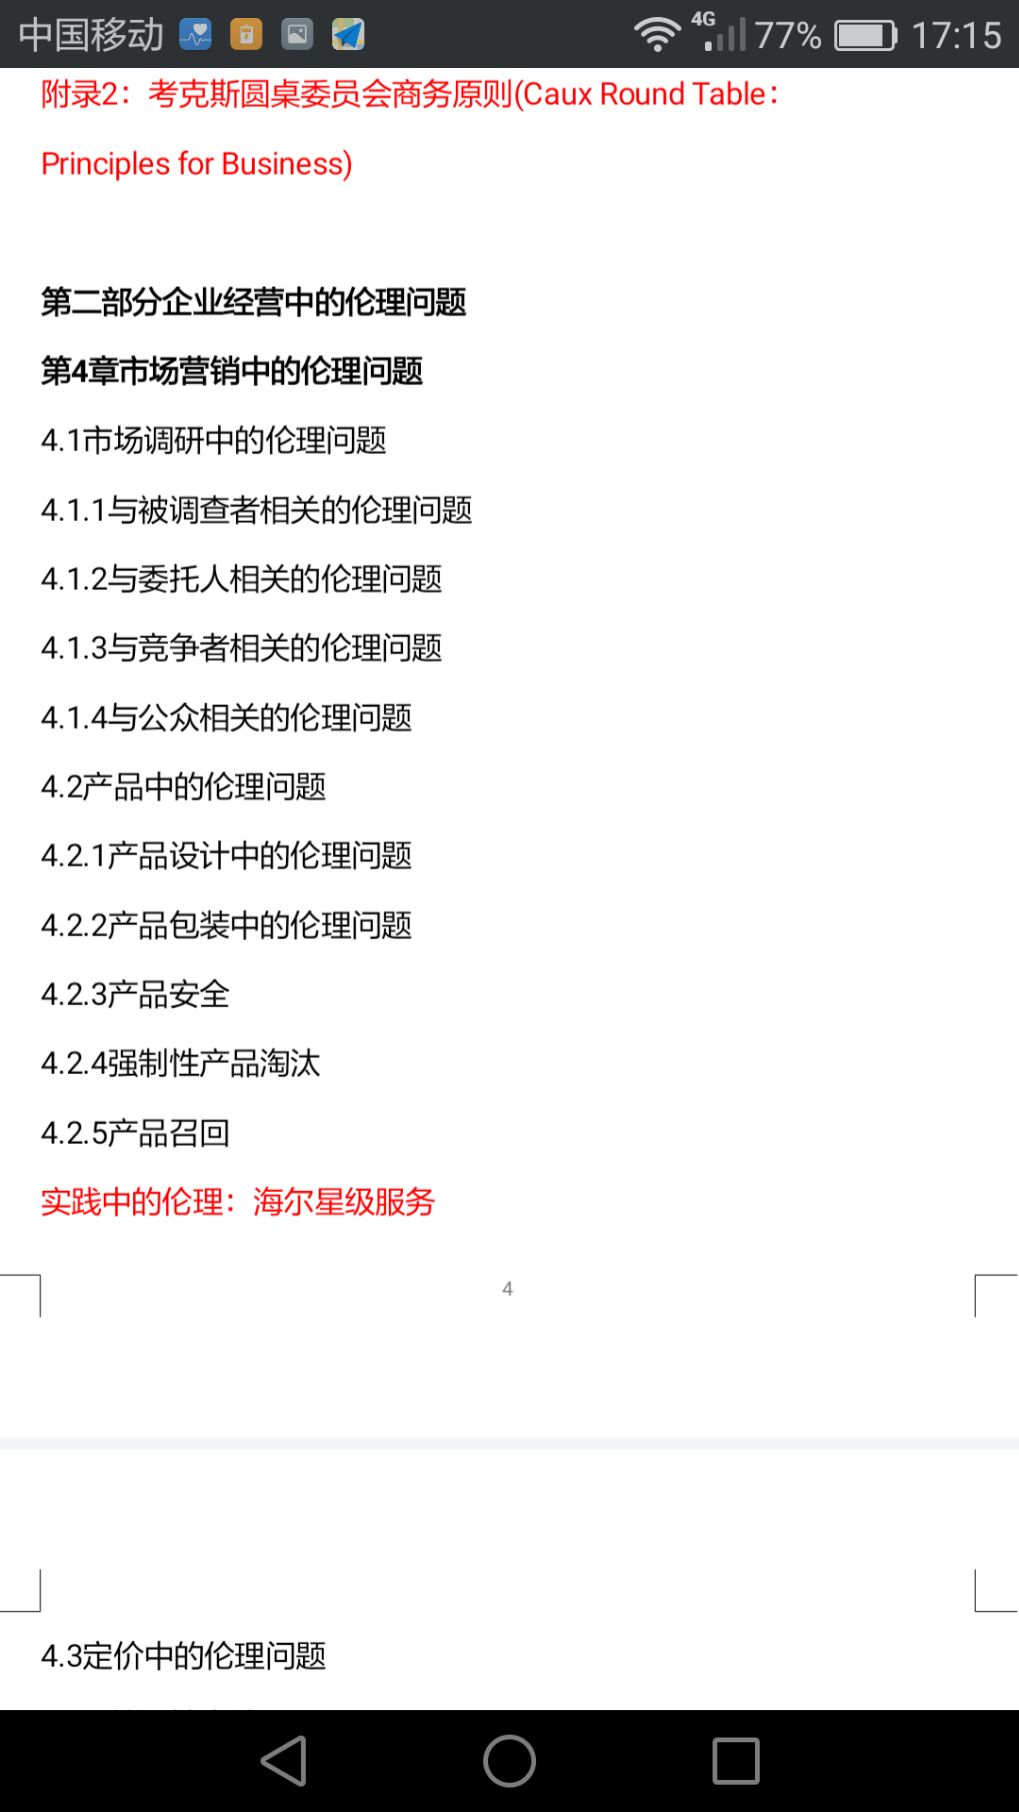 中国移动 4G 77% 17:15
附录2：考克斯圆桌委员会商务原则(Caux Round Table：
Principles for Business)
第二部分企业经营中的伦理问题
第4章市场营销中的伦理问题
4.1市场调研中的伦理问题
4.1.1与被调查者相关的伦理问题
4.1.2与委托人相关的伦理问题
4.1.3与竞争者相关的伦理问题
4.1.4与公众相关的伦理问题
4.2产品中的伦理问题
4.2.1产品设计中的伦理问题
4.2.2产品包装中的伦理问题
4.2.3产品安全
4.2.4强制性产品淘汰
4.2.5产品召回
实践中的伦理：海尔星级服务
4
4.3定价中的伦理问题